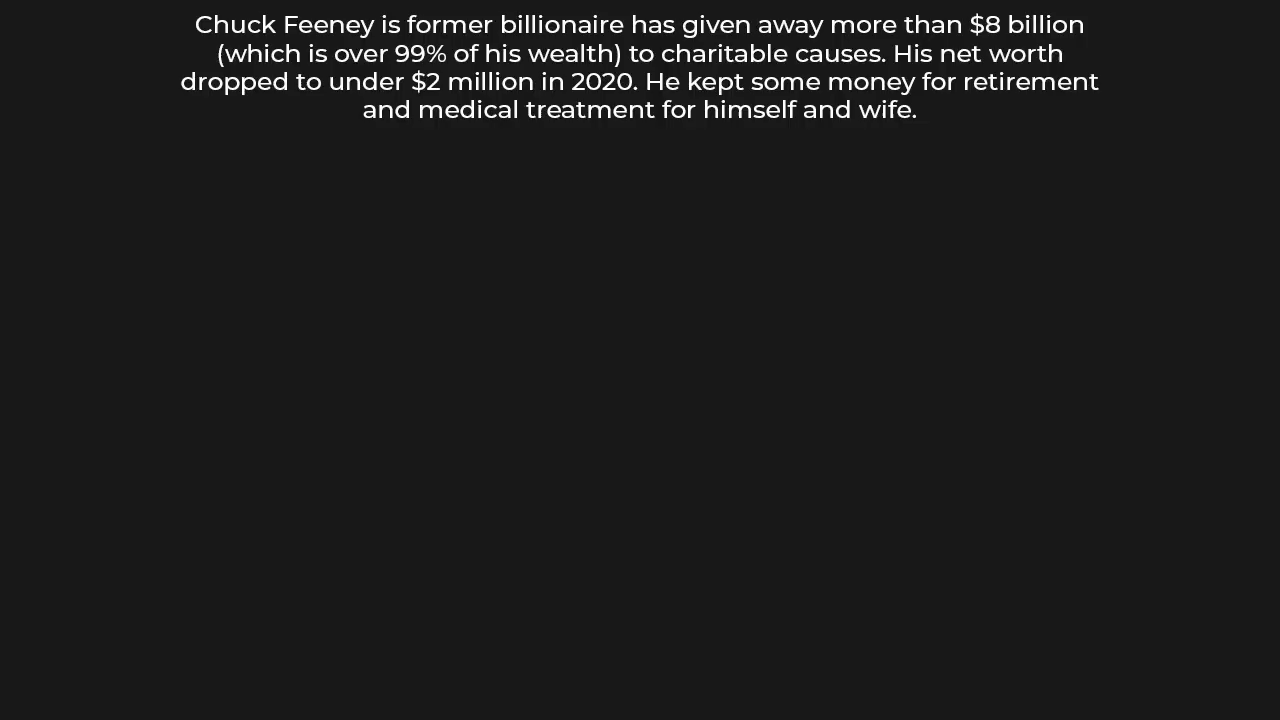 Chuck Feeney is former billionaire has given away more than $8 billion
(which is over 99% of his wealth) to charitable causes. His net worth
dropped to under $2 million in 2020. He kept some money for retirement
and medical treatment for himself and wife.